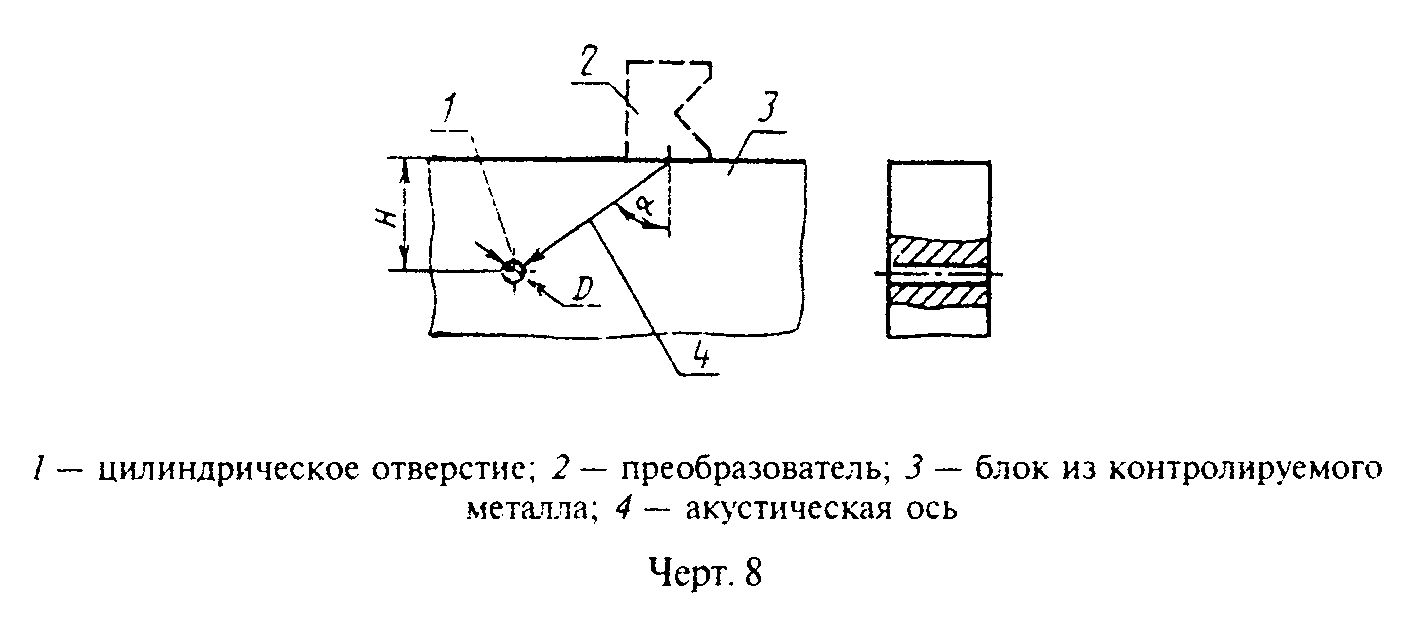 2
1
3
H
α
D
4
1 — цилиндрическое отверстие; 2 — преобразователь; 3 — блок из контролируемого
металла; 4 — акустическая ось
Черт. 8